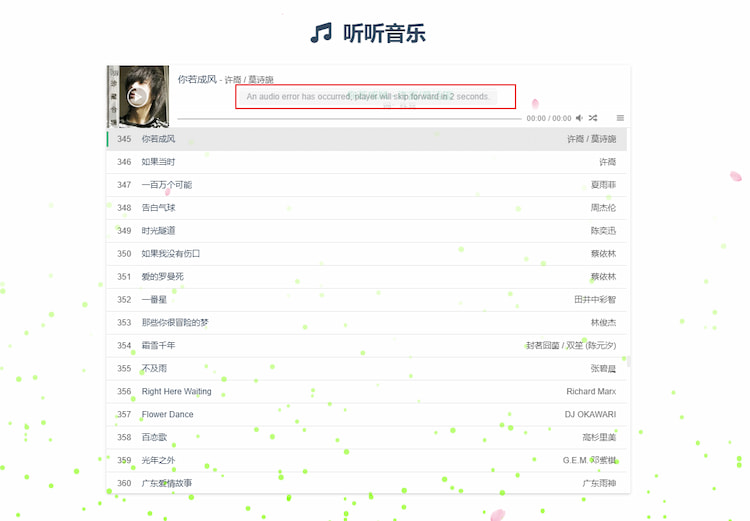 听听音乐
你若成风 - 许嵩 / 莫诗旎
An audio error has occurred, player will skip forward in 2 seconds.
00:00 / 00:00
345 你若成风 许嵩 / 莫诗旎
346 如果当时 许嵩
347 一百万个可能 夏雨菲
348 告白气球 周杰伦
349 时光隧道 陈奕迅
350 如果我没有伤口 蔡依林
351 爱的罗曼死 蔡依林
352 一番星 田井中彩智
353 那些你很冒险的梦 林俊杰
354 霜雪千年 封茗囧菌 / 双笙 (陈元汐)
355 不及雨 张碧晨
356 Right Here Waiting Richard Marx
357 Flower Dance DJ OKAWARI
358 百恋歌 高杉里美
359 光年之外 G.E.M. 邓紫棋
360 广东爱情故事 广东雨神